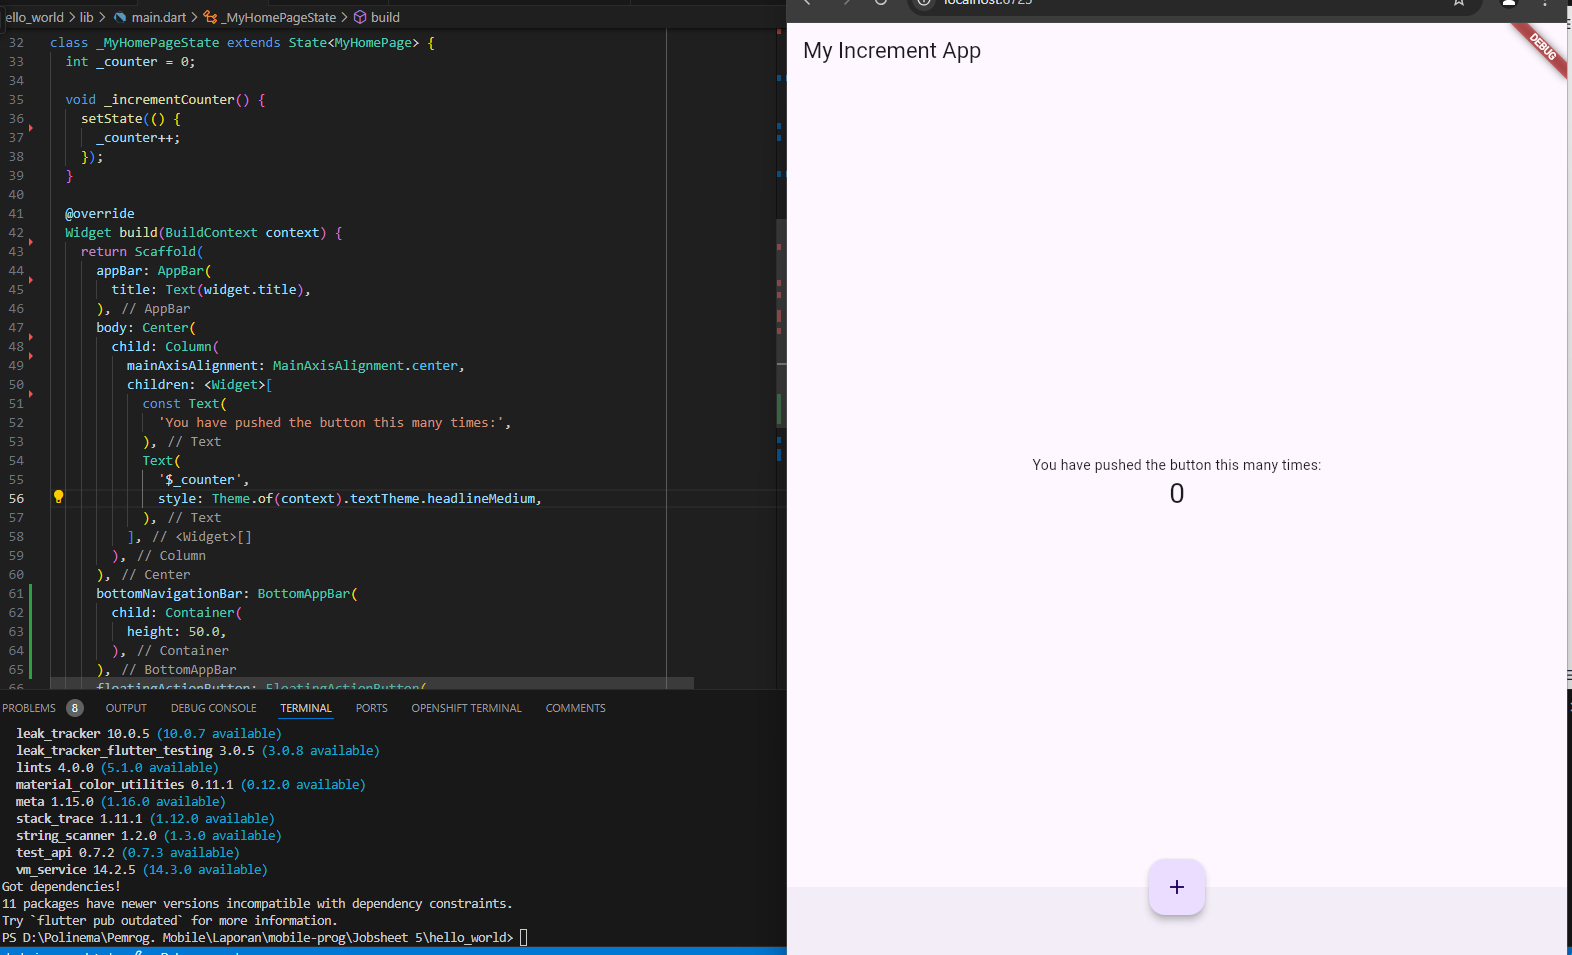 ello_world > lib > main.dart > _MyHomePageState > build
32 class _MyHomePageState extends State<MyHomePage> {
33 int _counter = 0;
34
35 void _incrementCounter() {
36 setState(() {
37 _counter++;
38 });
39 }
40
41 @override
42 Widget build(BuildContext context) {
43 return Scaffold(
44 appBar: AppBar(
45 title: Text(widget.title),
46 ), // AppBar
47 body: Center(
48 child: Column(
49 mainAxisAlignment: MainAxisAlignment.center,
50 children: <Widget>[
51 const Text(
52 'You have pushed the button this many times:',
53 ), // Text
54 Text(
55 '$_counter',
56 style: Theme.of(context).textTheme.headlineMedium,
57 ), // Text
58 ], // <Widget>[]
59 ), // Column
60 ), // Center
61 bottomNavigationBar: BottomAppBar(
62 child: Container(
63 height: 50.0,
64 ), // Container
65 ), // BottomAppBar
66 floatingActionButton: FloatingActionButton(
PROBLEMS 8 OUTPUT DEBUG CONSOLE TERMINAL PORTS OPENSHIFT TERMINAL COMMENTS
leak_tracker 10.0.5 (10.0.7 available)
leak_tracker_flutter_testing 3.0.5 (3.0.8 available)
lints 4.0.0 (5.1.0 available)
material_color_utilities 0.11.1 (0.12.0 available)
meta 1.15.0 (1.16.0 available)
stack_trace 1.11.1 (1.12.0 available)
string_scanner 1.2.0 (1.3.0 available)
test_api 0.7.2 (0.7.3 available)
vm_service 14.2.5 (14.3.0 available)
Got dependencies!
11 packages have newer versions incompatible with dependency constraints.
Try `flutter pub outdated` for more information.
PS D:\Polinema\Pemrog. Mobile\Laporan\mobile-prog\Jobsheet 5\hello_world>
My Increment App
DEBUG
You have pushed the button this many times:
0
+